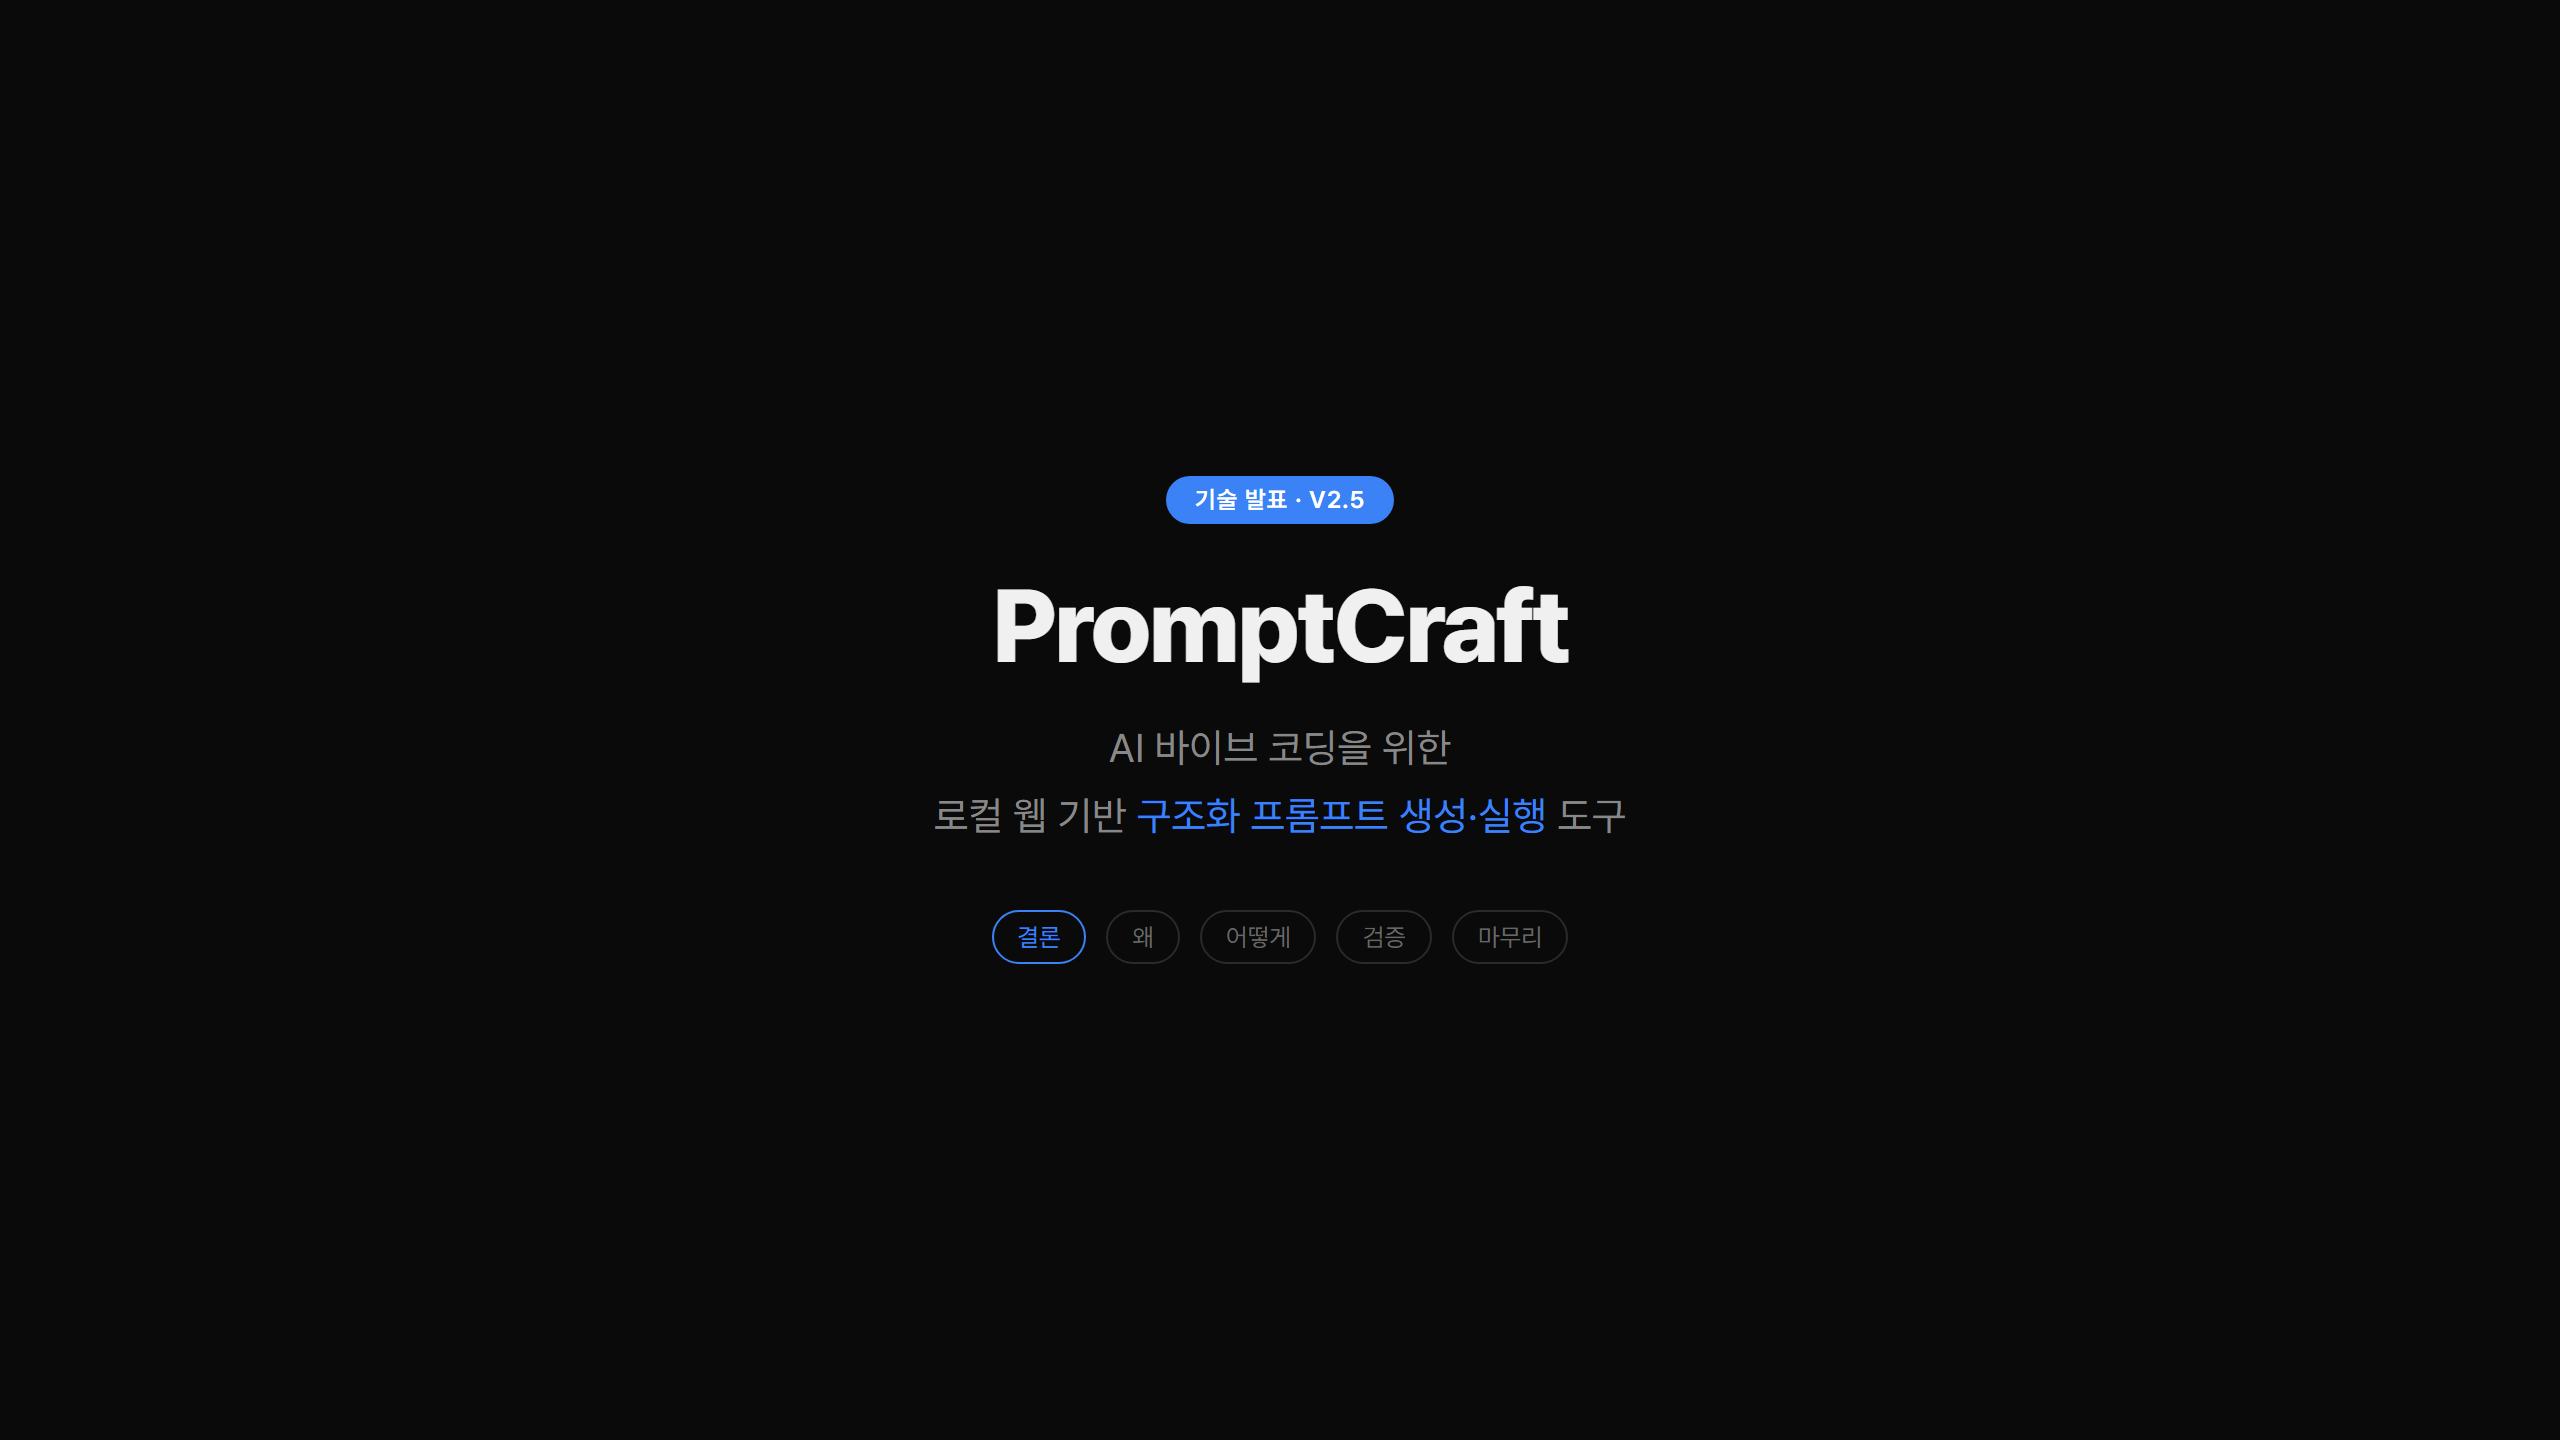 기술 발표 · V2.5
PromptCraft
AI 바이브 코딩을 위한
로컬 웹 기반 구조화 프롬프트 생성·실행 도구
결론 왜 어떻게 검증 마무리